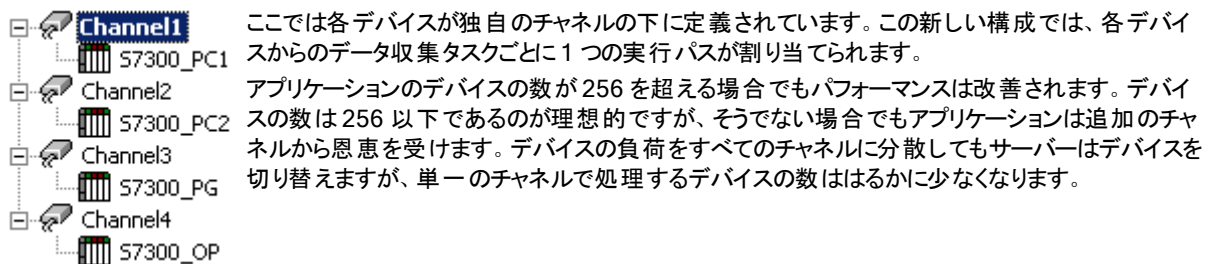 Channel1
S7300_PC1
Channel2
S7300_PC2
Channel3
S7300_PG
Channel4
S7300_OP
ここでは各デバイスが独自のチャネルの下に定義されています。この新しい構成では、各デバイ
スからのデータ収集タスクごとに1つの実行パスが割り当てられます。
アプリケーションのデバイスの数が256を超える場合でもパフォーマンスは改善されます。デバイ
スの数は256以下であるのが理想的ですが、そうでない場合でもアプリケーションは追加のチャ
ネルから恩恵を受けます。デバイスの負荷をすべてのチャネルに分散してもサーバーはデバイスを
切り替えますが、単一のチャネルで処理するデバイスの数ははるかに少なくなります。